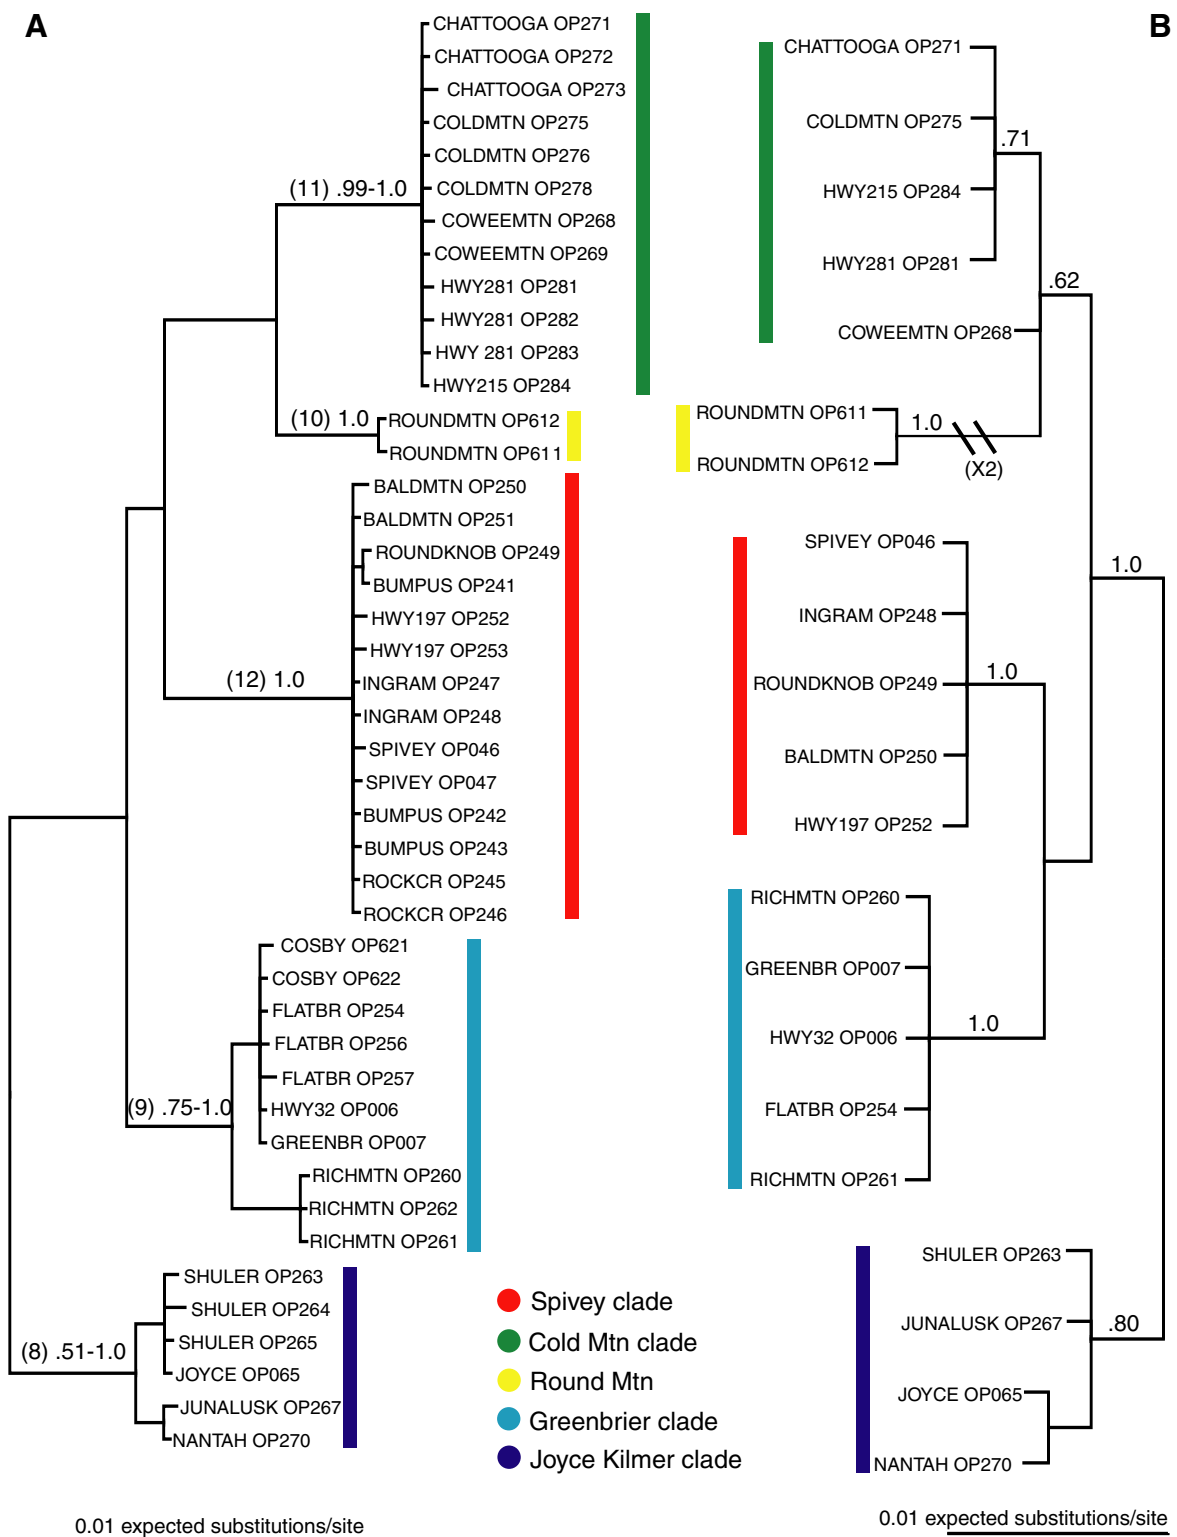 A
CHATTOOGA OP271
CHATTOOGA OP272
CHATTOOGA OP273
COLDMTN OP275
COLDMTN OP276
(11) .99-1.0
COLDMTN OP278
COWEEMTN OP268
COWEEMTN OP269
HWY281 OP281
HWY281 OP282
HWY 281 OP283
HWY215 OP284
(10) 1.0
ROUNDMTN OP612
ROUNDMTN OP611
BALDMTN OP250
BALDMTN OP251
ROUNDKNOB OP249
BUMPUS OP241
HWY197 OP252
HWY197 OP253
(12) 1.0
INGRAM OP247
INGRAM OP248
SPIVEY OP046
SPIVEY OP047
BUMPUS OP242
BUMPUS OP243
ROCKCR OP245
ROCKCR OP246
COSBY OP621
COSBY OP622
FLATBR OP254
FLATBR OP256
FLATBR OP257
(9) .75-1.0
HWY32 OP006
GREENBR OP007
RICHMTN OP260
RICHMTN OP262
RICHMTN OP261
SHULER OP263
SHULER OP264
SHULER OP265
(8) .51-1.0
JOYCE OP065
JUNALUSK OP267
NANTAH OP270
0.01 expected substitutions/site
B
CHATTOOGA OP271
COLDMTN OP275
.71
HWY215 OP284
HWY281 OP281
.62
COWEEMTN OP268
ROUNDMTN OP611
1.0
ROUNDMTN OP612
(X2)
SPIVEY OP046
1.0
INGRAM OP248
1.0
ROUNDKNOB OP249
BALDMTN OP250
HWY197 OP252
RICHMTN OP260
GREENBR OP007
1.0
HWY32 OP006
FLATBR OP254
RICHMTN OP261
SHULER OP263
JUNALUSK OP267
.80
JOYCE OP065
NANTAH OP270
0.01 expected substitutions/site
Spivey clade
Cold Mtn clade
Round Mtn
Greenbrier clade
Joyce Kilmer clade